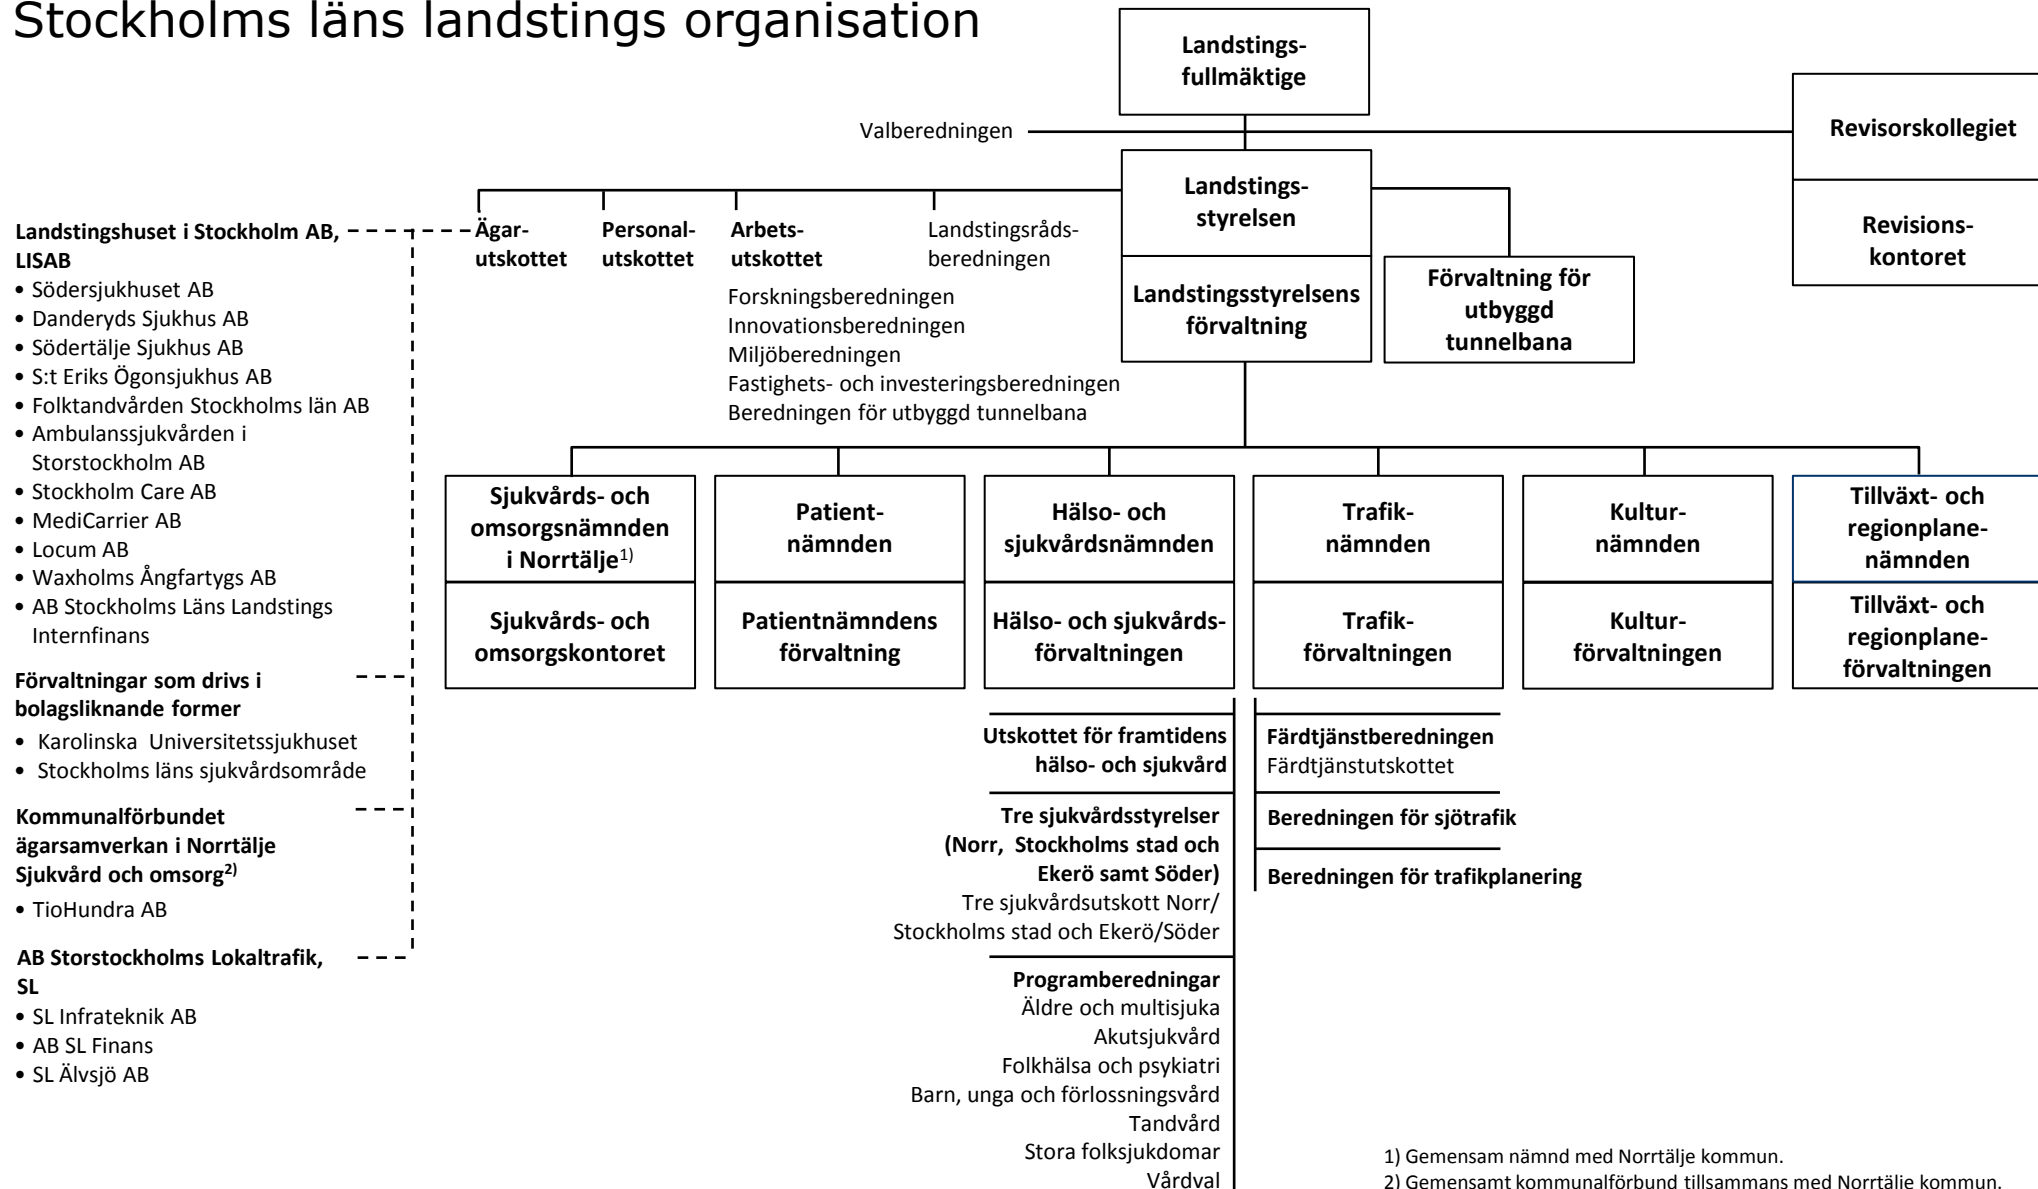 Stockholms läns landstings organisation
Landstings-
fullmäktige
Valberedningen
Revisorskollegiet
Revisions-
kontoret
Landstings-
styrelsen
Landstingsstyrelsens
förvaltning
Förvaltning för
utbyggd
tunnelbana
Ägar-
utskottet
Personal-
utskottet
Arbets-
utskottet
Landstingsråds-
beredningen
Forskningsberedningen
Innovationsberedningen
Miljöberedningen
Fastighets- och investeringsberedningen
Beredningen för utbyggd tunnelbana
Landstingshuset i Stockholm AB,
LISAB
• Södersjukhuset AB
• Danderyds Sjukhus AB
• Södertälje Sjukhus AB
• S:t Eriks Ögonsjukhus AB
• Folktandvården Stockholms län AB
• Ambulanssjukvården i
Storstockholm AB
• Stockholm Care AB
• MediCarrier AB
• Locum AB
• Waxholms Ångfartygs AB
• AB Stockholms Läns Landstings
Internfinans
Förvaltningar som drivs i
bolagsliknande former
• Karolinska Universitetssjukhuset
• Stockholms läns sjukvårdsområde
Kommunalförbundet
ägarsamverkan i Norrtälje
Sjukvård och omsorg2)
• TioHundra AB
AB Storstockholms Lokaltrafik,
SL
• SL Infrateknik AB
• AB SL Finans
• SL Älvsjö AB
Sjukvårds- och
omsorgsnämnden
i Norrtälje1)
Sjukvårds- och
omsorgskontoret
Patient-
nämnden
Patientnämndens
förvaltning
Hälso- och
sjukvårdsnämnden
Hälso- och sjukvårds-
förvaltningen
Trafik-
nämnden
Trafik-
förvaltningen
Kultur-
nämnden
Kultur-
förvaltningen
Tillväxt- och
regionplane-
nämnden
Tillväxt- och
regionplane-
förvaltningen
Utskottet för framtidens
hälso- och sjukvård
Tre sjukvårdsstyrelser
(Norr, Stockholms stad och
Ekerö samt Söder)
Tre sjukvårdsutskott Norr/
Stockholms stad och Ekerö/Söder
Programberedningar
Äldre och multisjuka
Akutsjukvård
Folkhälsa och psykiatri
Barn, unga och förlossningsvård
Tandvård
Stora folksjukdomar
Vårdval
Färdtjänstberedningen
Färdtjänstutskottet
Beredningen för sjötrafik
Beredningen för trafikplanering
1) Gemensam nämnd med Norrtälje kommun.
2) Gemensamt kommunalförbund tillsammans med Norrtälje kommun.